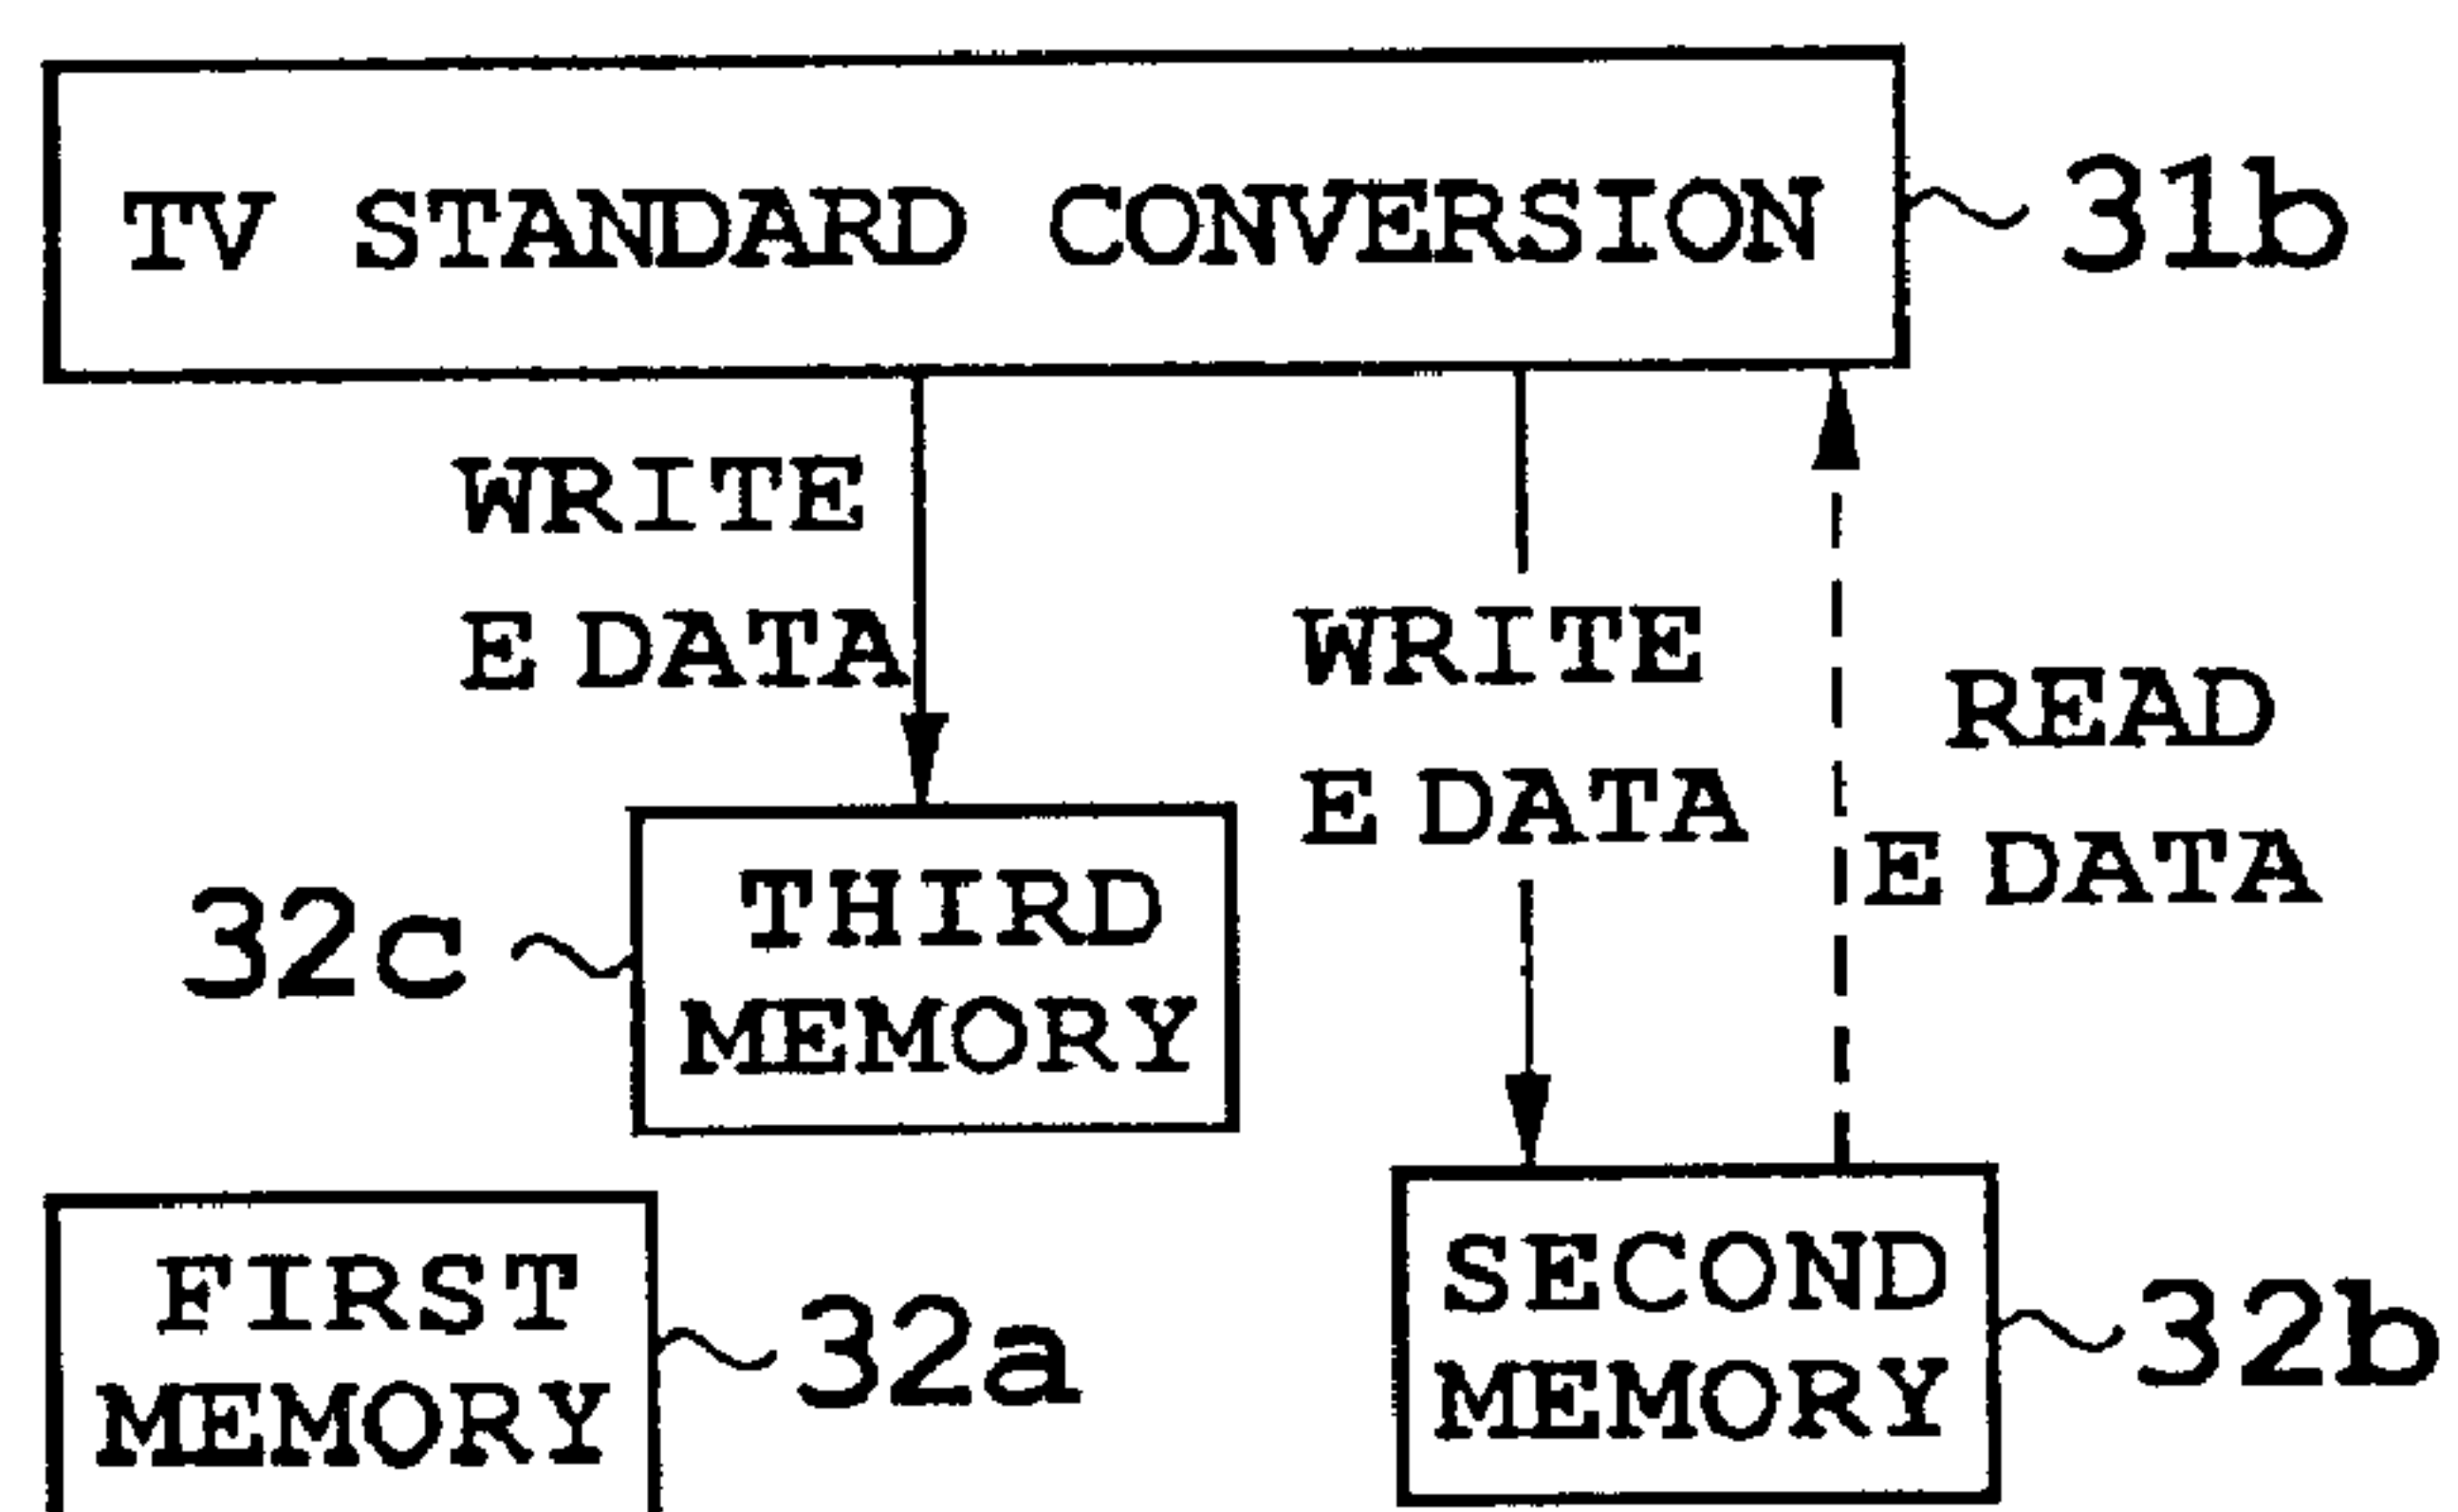 TV STANDARD CONVERSION
31b
WRITE
E DATA
WRITE
E DATA
READ
E DATA
32c
THIRD
MEMORY
FIRST
MEMORY
32a
SECOND
MEMORY
32b